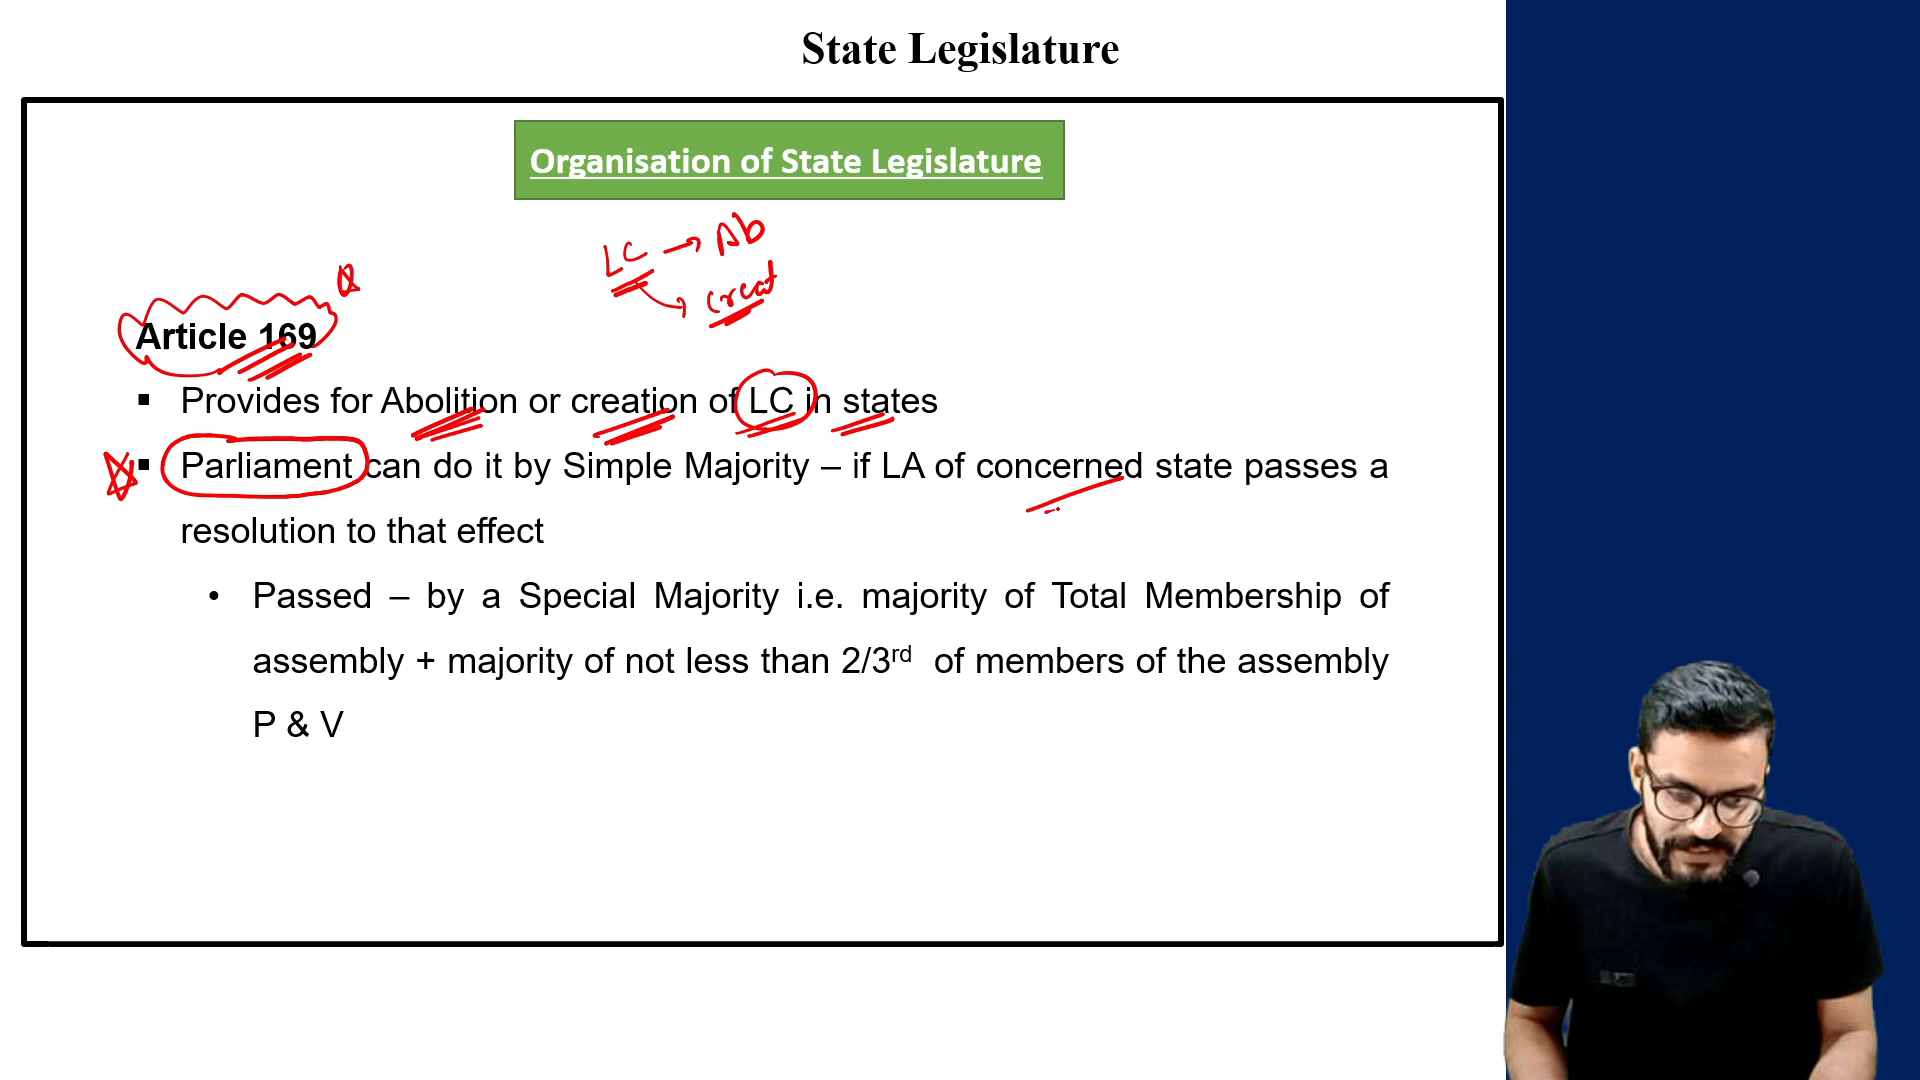 State Legislature
Organisation of State Legislature
LC → Ab
→ creat
Article 169
▪ Provides for Abolition or creation of LC in states
▪ Parliament can do it by Simple Majority – if LA of concerned state passes a
resolution to that effect
• Passed – by a Special Majority i.e. majority of Total Membership of
assembly + majority of not less than 2/3rd of members of the assembly
P & V